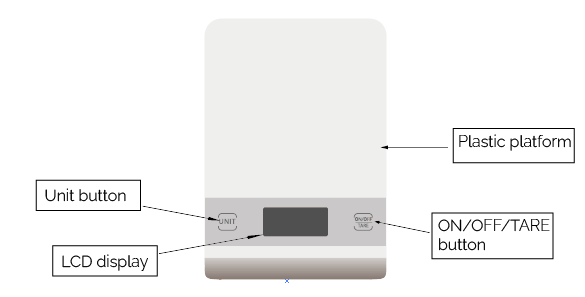 Plastic platform
Unit button
UNIT
ON/OFF
TARE
ON/OFF/TARE
button
LCD display